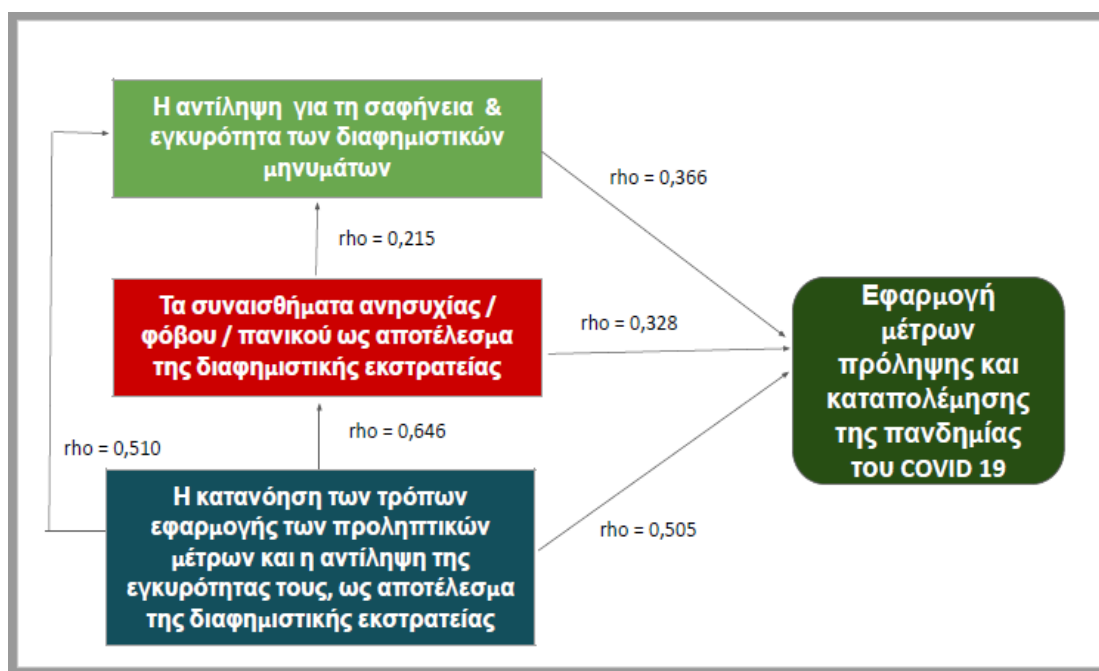 Η αντίληψη για τη σαφήνεια &
εγκυρότητα των διαφημιστικών
μηνυμάτων
rho = 0,366
rho = 0,215
Τα συναισθήματα ανησυχίας /
φόβου / πανικού ως αποτέλεσμα
της διαφημιστικής εκστρατείας
rho = 0,328
Εφαρμογή
μέτρων
πρόληψης και
καταπολέμησης
της πανδημίας
του COVID 19
rho = 0,646
rho = 0,510
Η κατανόηση των τρόπων
εφαρμογής των προληπτικών
μέτρων και η αντίληψη της
εγκυρότητας τους, ως αποτέλεσμα
της διαφημιστικής εκστρατείας
rho = 0,505